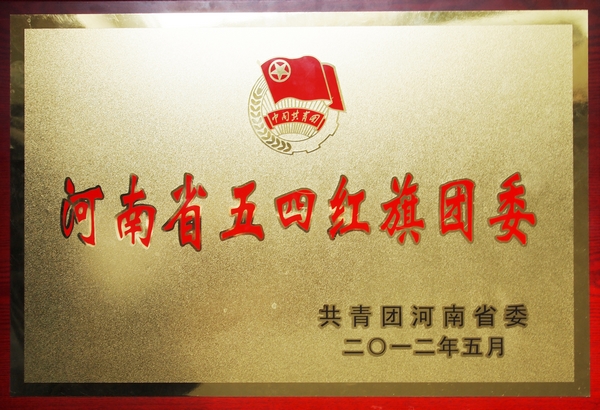 中国共青团
河南省五四红旗团委
共青团河南省委
二〇一二年五月